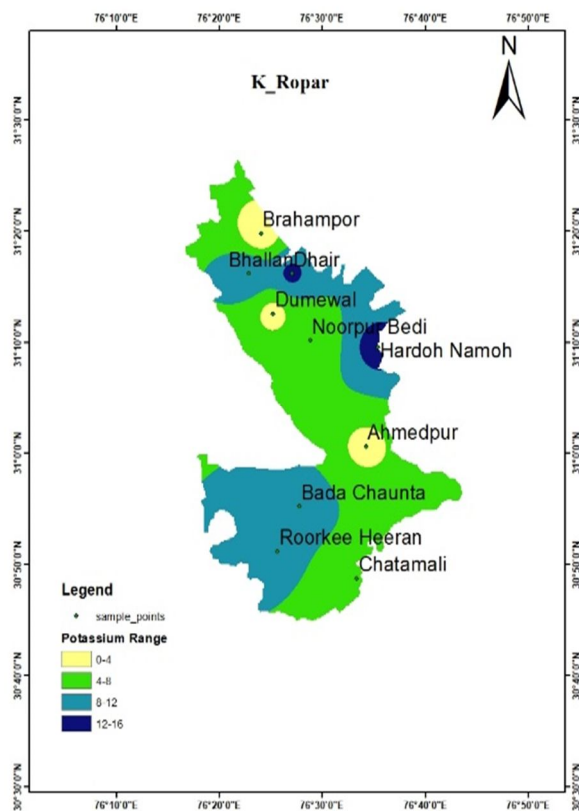 76°10'0"E 76°20'0"E 76°30'0"E 76°40'0"E 76°50'0"E
N
K_Ropar
31°30'0"N 31°30'0"N
31°20'0"N 31°20'0"N
31°10'0"N 31°10'0"N
31°0'0"N 31°0'0"N
30°50'0"N 30°50'0"N
30°40'0"N 30°40'0"N
30°30'0"N 30°30'0"N
Brahampor
Bhallan Dhair
Dumewal
Noorpur Bedi
Hardoh Namoh
Ahmedpur
Bada Chaunta
Roorkee Heeran
Chatamali
Legend
sample_points
Potassium Range
0-4
4-8
8-12
12-16
76°10'0"E 76°20'0"E 76°30'0"E 76°40'0"E 76°50'0"E